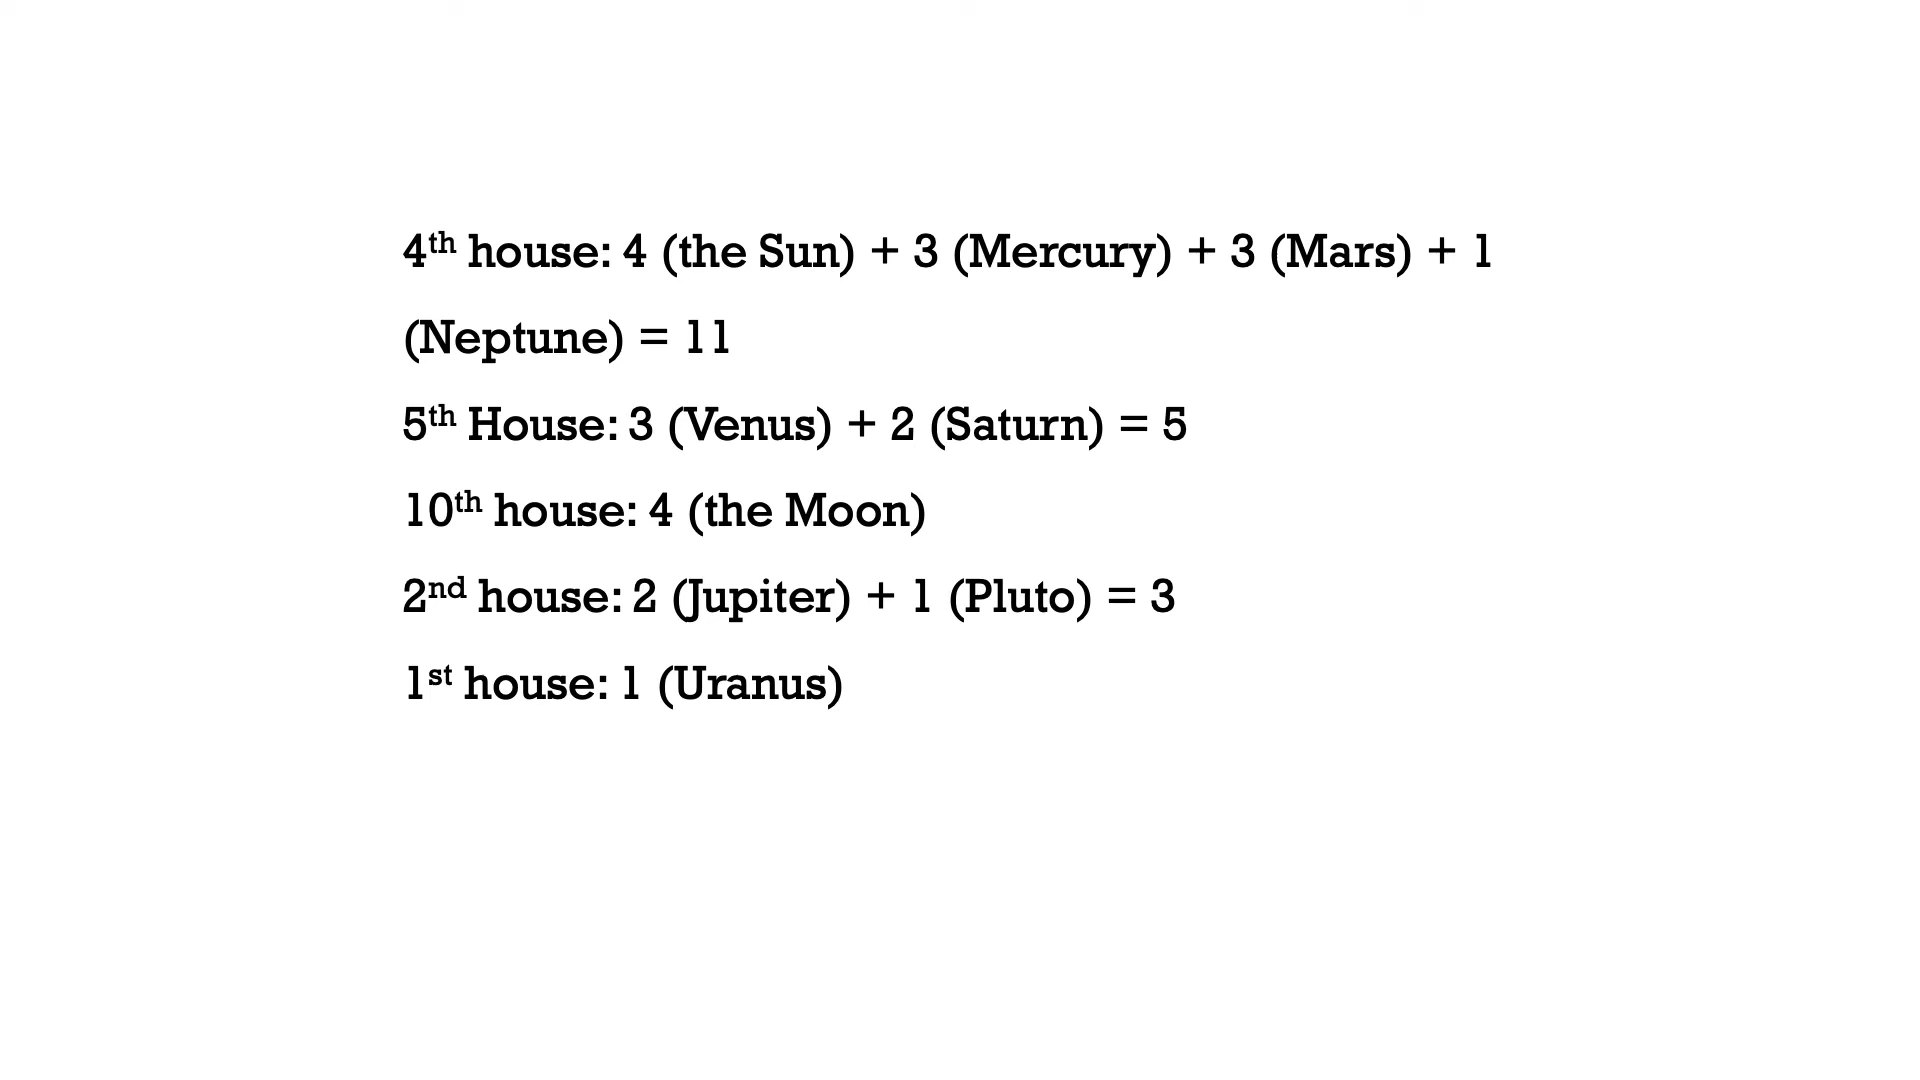 4th house: 4 (the Sun) + 3 (Mercury) + 3 (Mars) + 1
(Neptune) = 11
5th House: 3 (Venus) + 2 (Saturn) = 5
10th house: 4 (the Moon)
2nd house: 2 (Jupiter) + 1 (Pluto) = 3
1st house: 1 (Uranus)